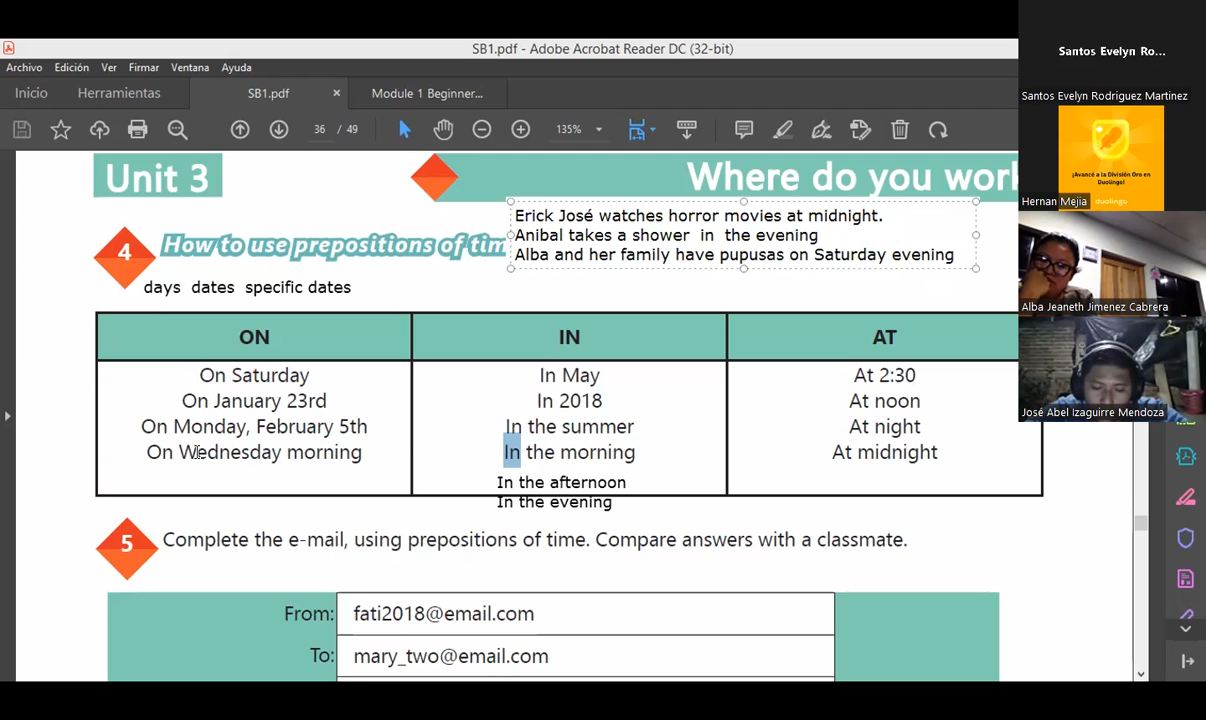 SB1.pdf - Adobe Acrobat Reader DC (32-bit)
Archivo Edición Ver Firmar Ventana Ayuda
Inicio Herramientas SB1.pdf × Module 1 Beginner...
36 / 49 135%
Unit 3
Where do you work
Erick José watches horror movies at midnight.
Anibal takes a shower in the evening
Alba and her family have pupusas on Saturday evening
4 How to use prepositions of tim
days dates specific dates
ON IN AT
On Saturday In May At 2:30
On January 23rd In 2018 At noon
On Monday, February 5th In the summer At night
On Wednesday morning In the morning At midnight
In the afternoon
In the evening
5 Complete the e-mail, using prepositions of time. Compare answers with a classmate.
From: fati2018@email.com
To: mary_two@email.com
Santos Evelyn Ro...
Santos Evelyn Rodriguez Martinez
¡Avancé a la División Oro en
Duolingo!
duolingo
Hernan Mejia
Alba Jeaneth Jimenez Cabrera
José Abel Izaguirre Mendoza